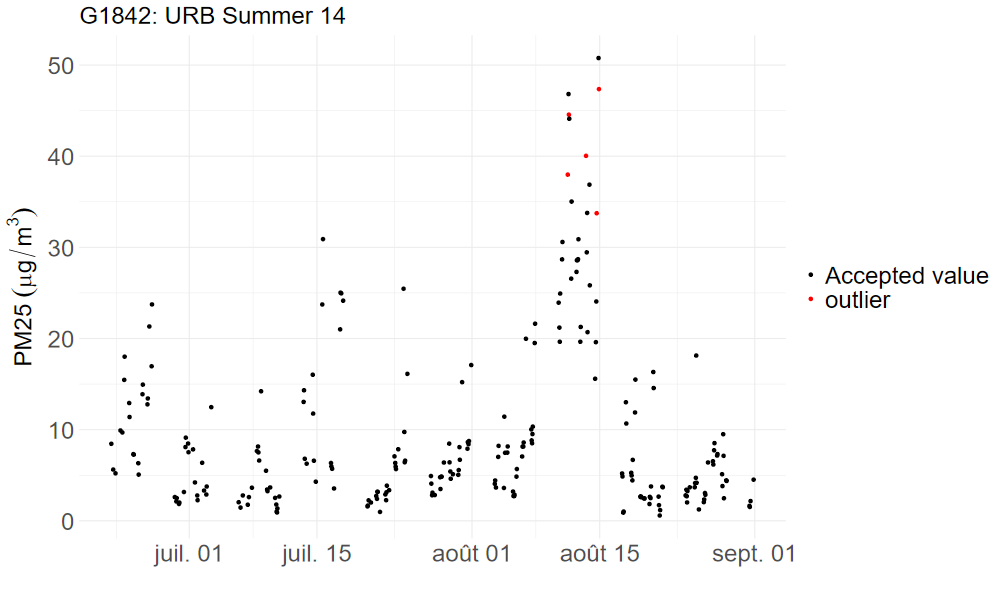 G1842: URB Summer 14
PM25 (μg/m³)
50
40
30
20
10
0
juil. 01 juil. 15 août 01 août 15 sept. 01
Accepted value
outlier